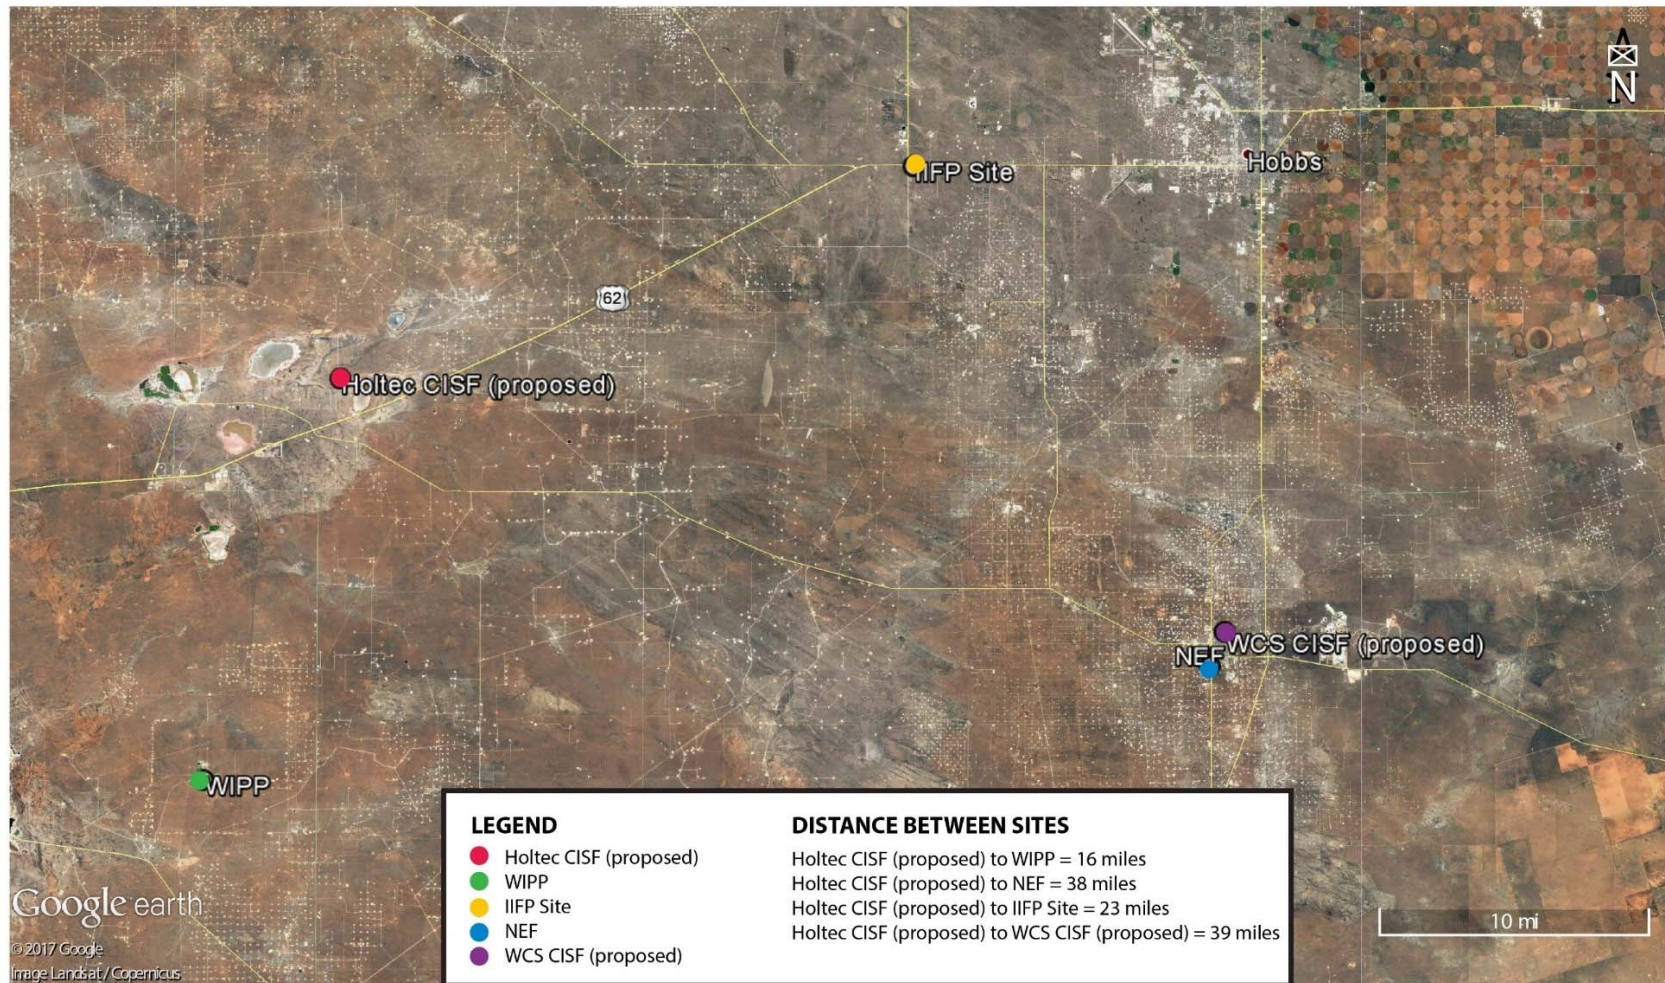 N
Hobbs
IIFP Site
62
Holtec CISF (proposed)
WCS CISF (proposed)
NEF
WIPP
LEGEND
Holtec CISF (proposed)
WIPP
IIFP Site
NEF
WCS CISF (proposed)
DISTANCE BETWEEN SITES
Holtec CISF (proposed) to WIPP = 16 miles
Holtec CISF (proposed) to NEF = 38 miles
Holtec CISF (proposed) to IIFP Site = 23 miles
Holtec CISF (proposed) to WCS CISF (proposed) = 39 miles
10 mi
Google earth
© 2017 Google
Image Landsat / Copernicus